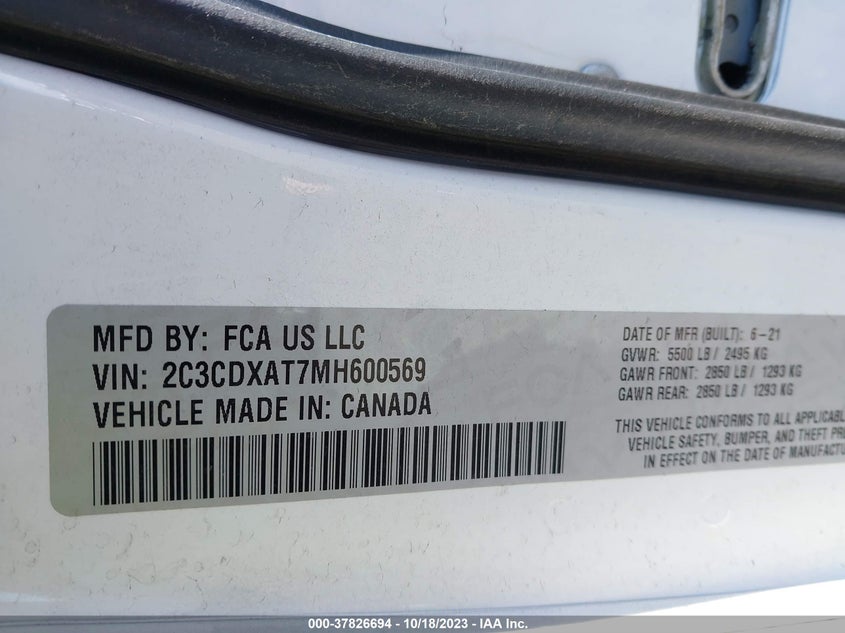 MFD BY: FCA US LLC
VIN: 2C3CDXAT7MH600569
VEHICLE MADE IN: CANADA
DATE OF MFR (BUILT): 6-21
GVWR: 5500 LB / 2495 KG
GAWR FRONT: 2850 LB / 1293 KG
GAWR REAR: 2850 LB / 1293 KG
THIS VEHICLE CONFORMS TO ALL APPLICABL
VEHICLE SAFETY, BUMPER, AND THEFT PR
IN EFFECT ON THE DATE OF MANUFACTUR
000-37826694 - 10/18/2023 - IAA Inc.